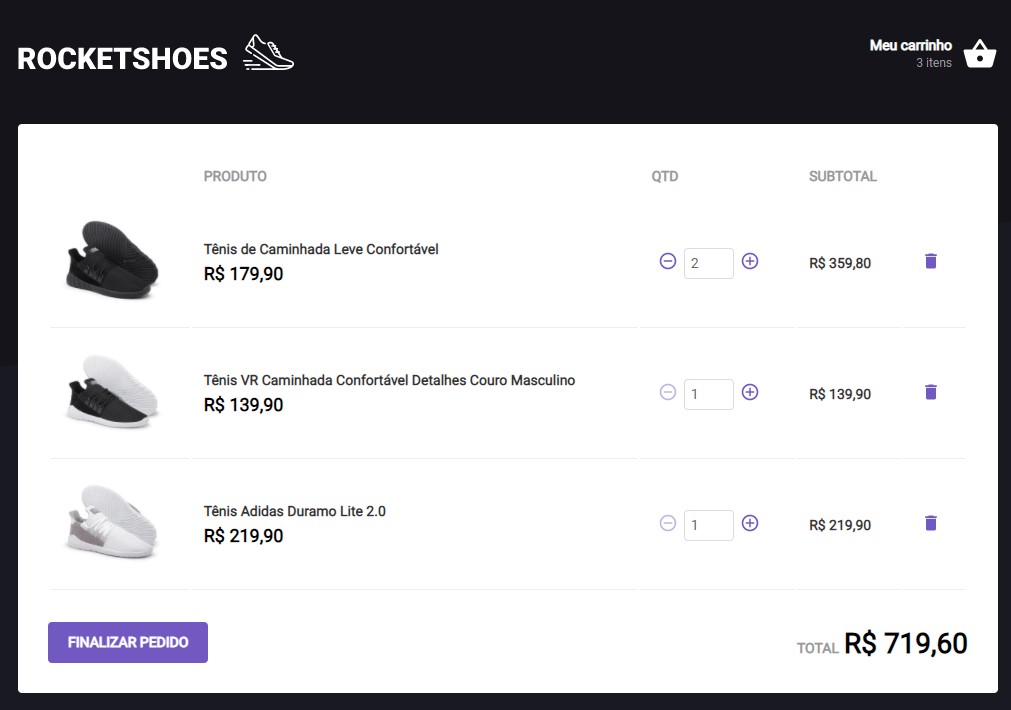 ROCKETSHOES
Meu carrinho
3 itens
PRODUTO QTD SUBTOTAL
Tênis de Caminhada Leve Confortável
R$ 179,90
2
R$ 359,80
Tênis VR Caminhada Confortável Detalhes Couro Masculino
R$ 139,90
1
R$ 139,90
Tênis Adidas Duramo Lite 2.0
R$ 219,90
1
R$ 219,90
FINALIZAR PEDIDO
TOTAL R$ 719,60